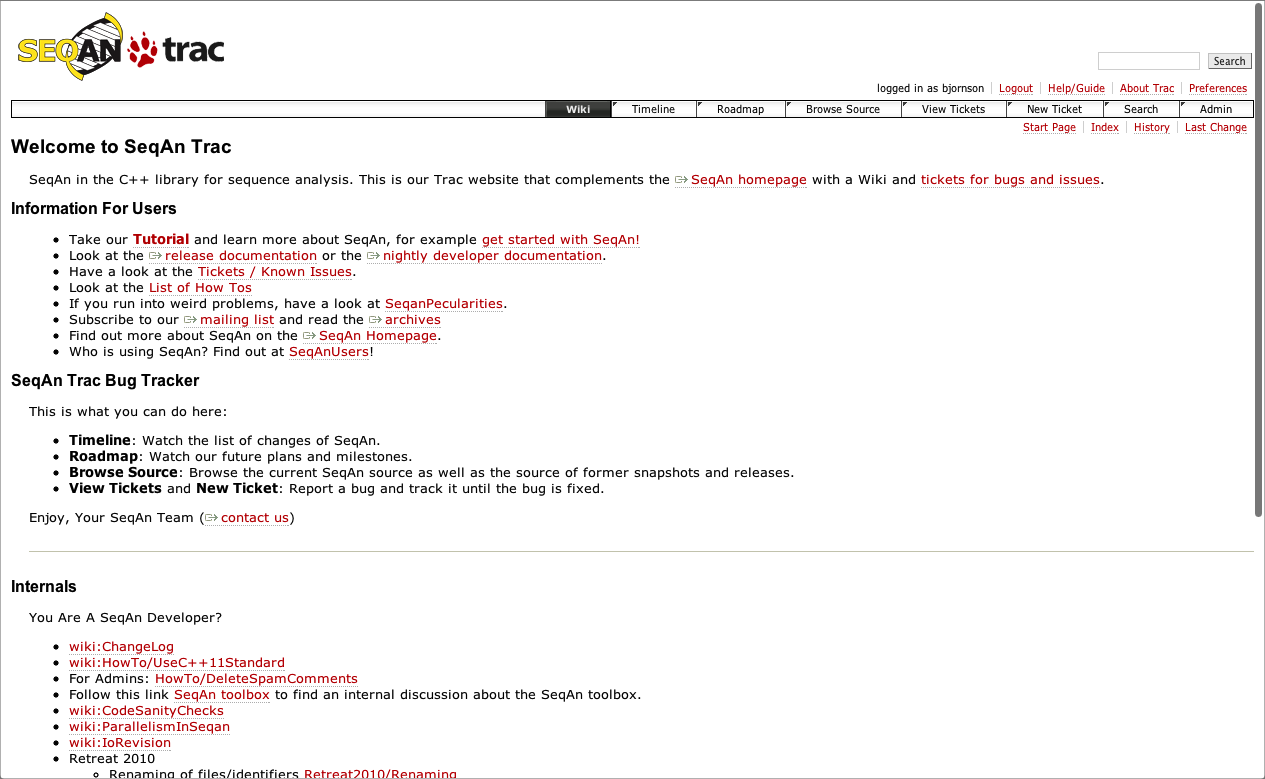 SEQAN trac
Search
logged in as bjornson Logout Help/Guide About Trac Preferences
Wiki Timeline Roadmap Browse Source View Tickets New Ticket Search Admin
Start Page Index History Last Change
Welcome to SeqAn Trac
SeqAn in the C++ library for sequence analysis. This is our Trac website that complements the SeqAn homepage with a Wiki and tickets for bugs and issues.
Information For Users
Take our Tutorial and learn more about SeqAn, for example get started with SeqAn!
Look at the release documentation or the nightly developer documentation.
Have a look at the Tickets / Known Issues.
Look at the List of How Tos
If you run into weird problems, have a look at SeqanPecularities.
Subscribe to our mailing list and read the archives
Find out more about SeqAn on the SeqAn Homepage.
Who is using SeqAn? Find out at SeqAnUsers!
SeqAn Trac Bug Tracker
This is what you can do here:
Timeline: Watch the list of changes of SeqAn.
Roadmap: Watch our future plans and milestones.
Browse Source: Browse the current SeqAn source as well as the source of former snapshots and releases.
View Tickets and New Ticket: Report a bug and track it until the bug is fixed.
Enjoy, Your SeqAn Team (contact us)
Internals
You Are A SeqAn Developer?
wiki:ChangeLog
wiki:HowTo/UseC++11Standard
For Admins: HowTo/DeleteSpamComments
Follow this link SeqAn toolbox to find an internal discussion about the SeqAn toolbox.
wiki:CodeSanityChecks
wiki:ParallelismInSeqan
wiki:IoRevision
Retreat 2010
Renaming of files/identifiers Retreat2010/Renaming